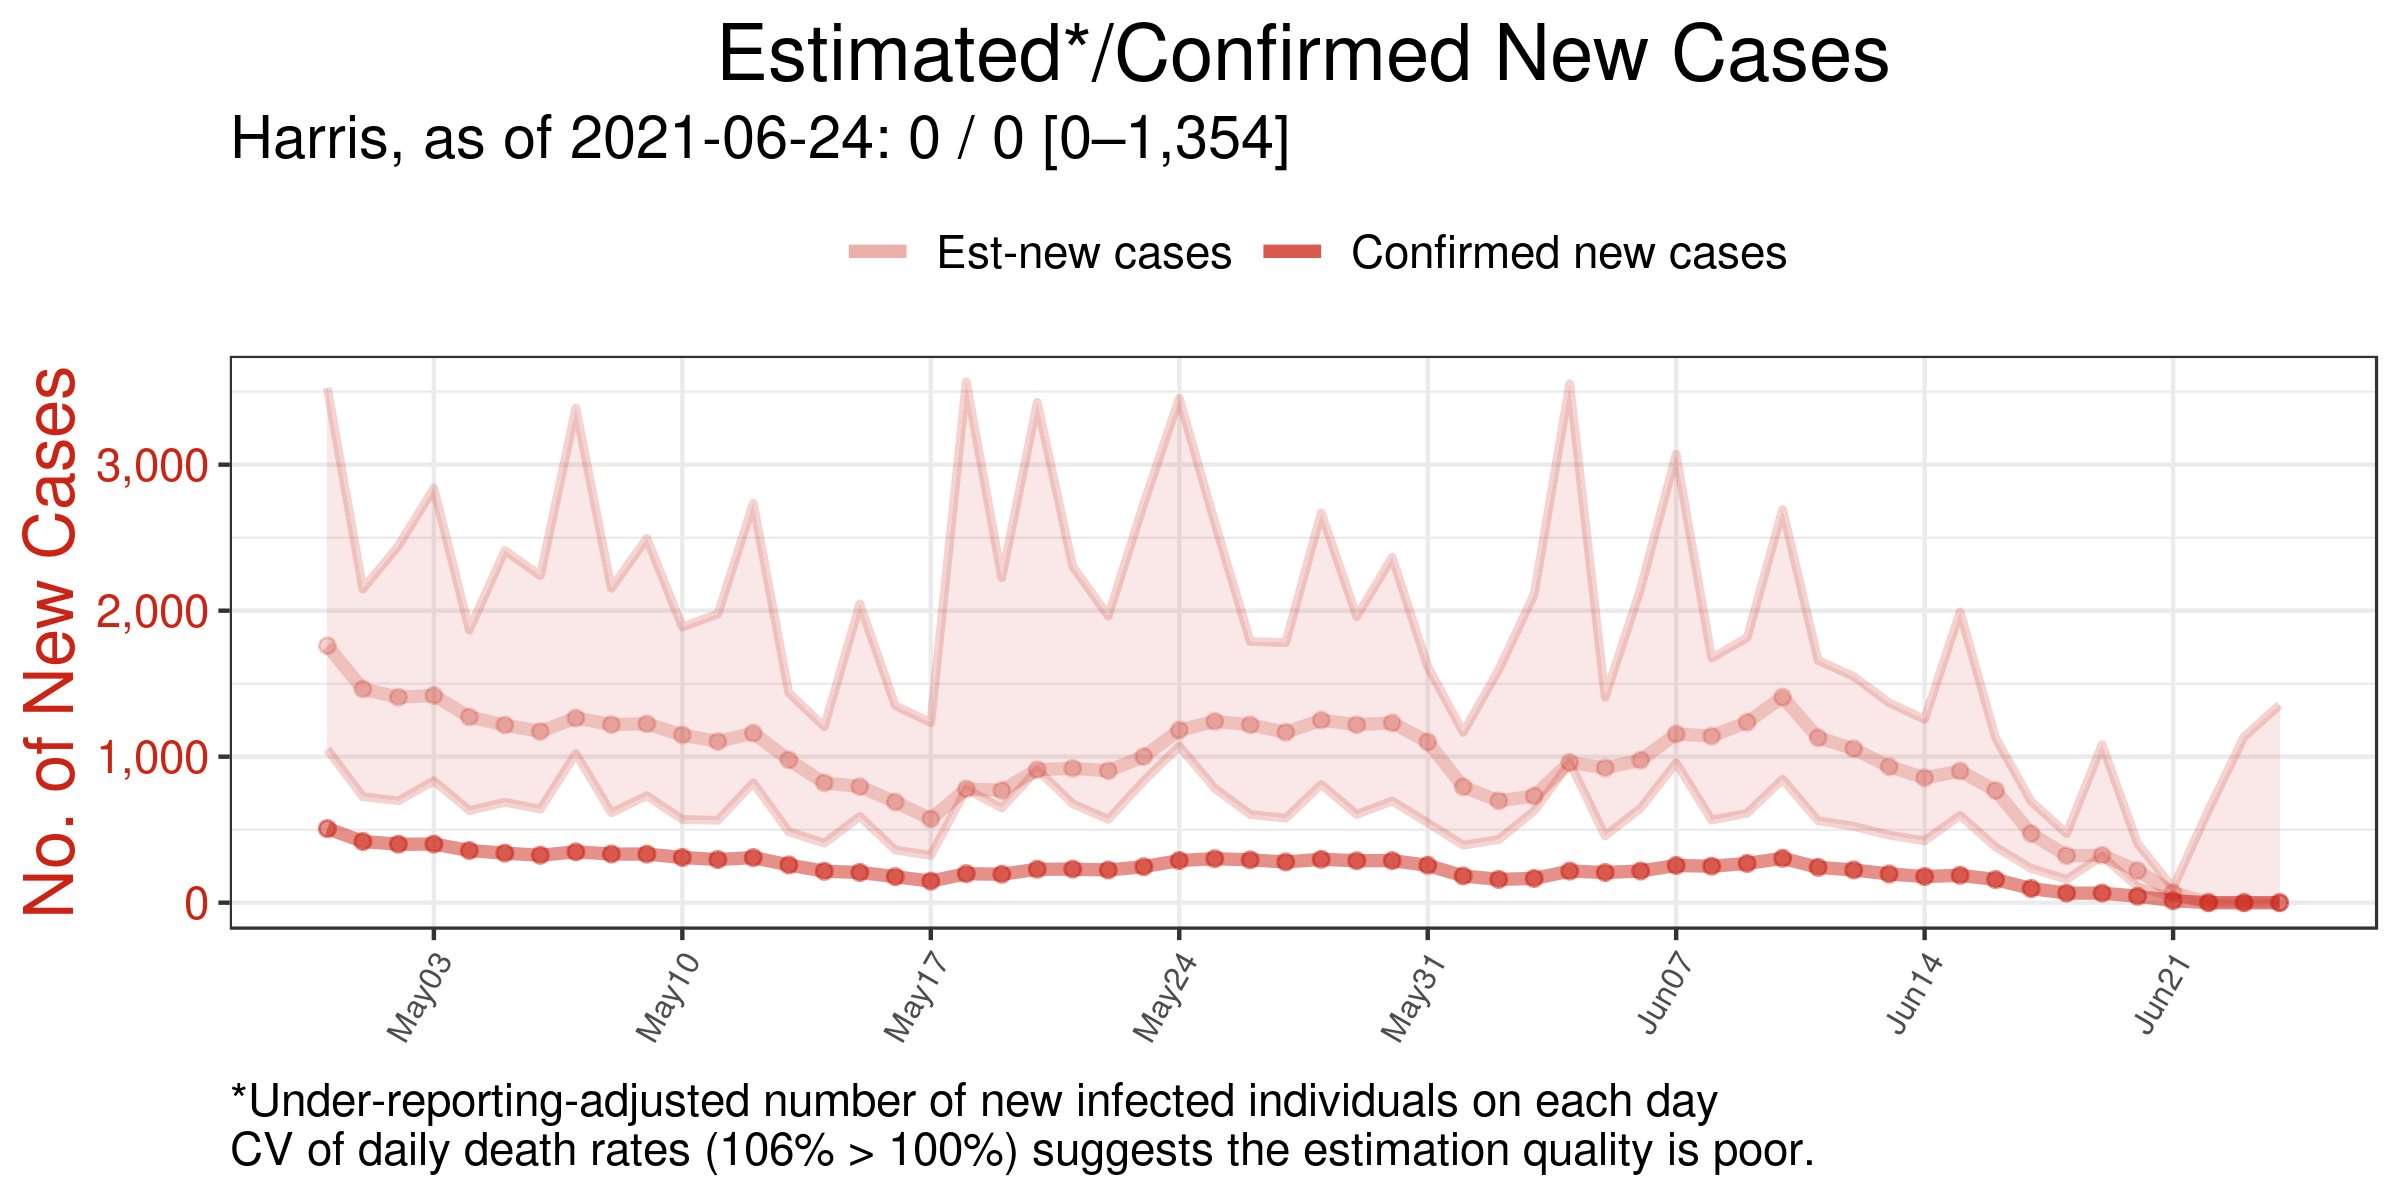 Estimated*/Confirmed New Cases
Harris, as of 2021-06-24: 0 / 0 [0–1,354]
Est-new cases
Confirmed new cases
No. of New Cases
3,000
2,000
1,000
0
May03
May10
May17
May24
May31
Jun07
Jun14
Jun21
*Under-reporting-adjusted number of new infected individuals on each day
CV of daily death rates (106% > 100%) suggests the estimation quality is poor.